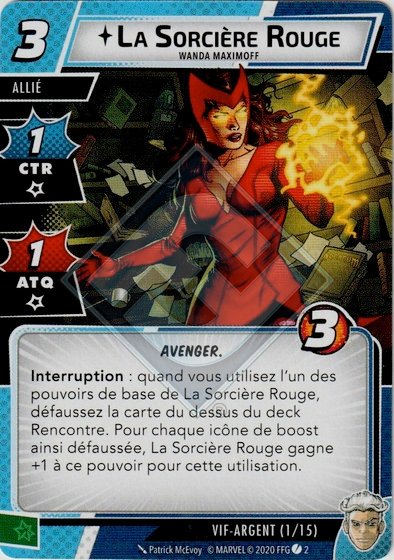 3
La Sorcière Rouge
WANDA MAXIMOFF
ALLIÉ
1
CTR
1
ATQ
3
AVENGER.
Interruption : quand vous utilisez l'un des
pouvoirs de base de La Sorcière Rouge,
défaussez la carte du dessus du deck
Rencontre. Pour chaque icône de boost
ainsi défaussée, La Sorcière Rouge gagne
+1 à ce pouvoir pour cette utilisation.
VIF-ARGENT (1/15)
Patrick McEvoy © MARVEL © 2020 FFG 2